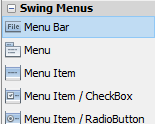 Swing Menus
File Menu Bar
Menu
Menu Item
Menu Item / CheckBox
Menu Item / RadioButton